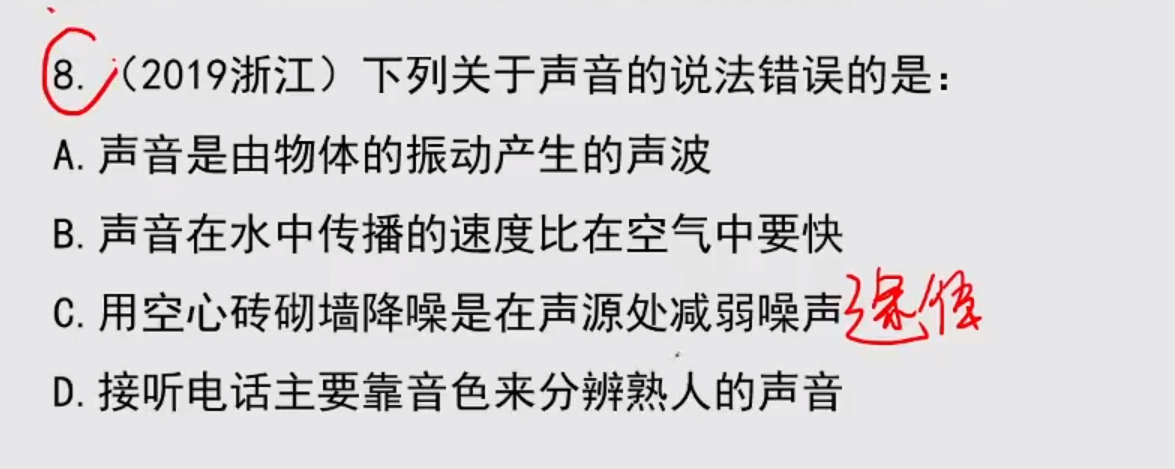 8.（2019浙江）下列关于声音的说法错误的是：
A. 声音是由物体的振动产生的声波
B. 声音在水中传播的速度比在空气中要快
C. 用空心砖砌墙降噪是在声源处减弱噪声
D. 接听电话主要靠音色来分辨熟人的声音